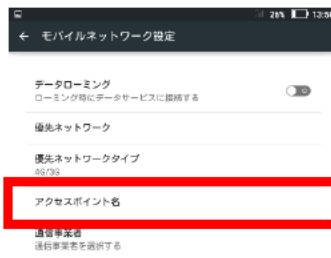 28% 13:50
← モバイルネットワーク設定
データローミング
ローミング時にデータサービスに接続する
優先ネットワーク
優先ネットワークタイプ
4G/3G
アクセスポイント名
通信事業者
通信事業者を選択する